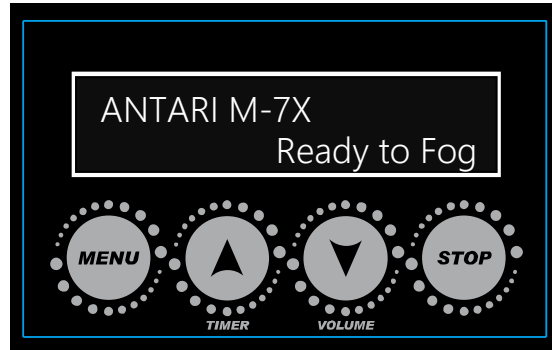 ANTARI M-7X
Ready to Fog
MENU
STOP
TIMER
VOLUME